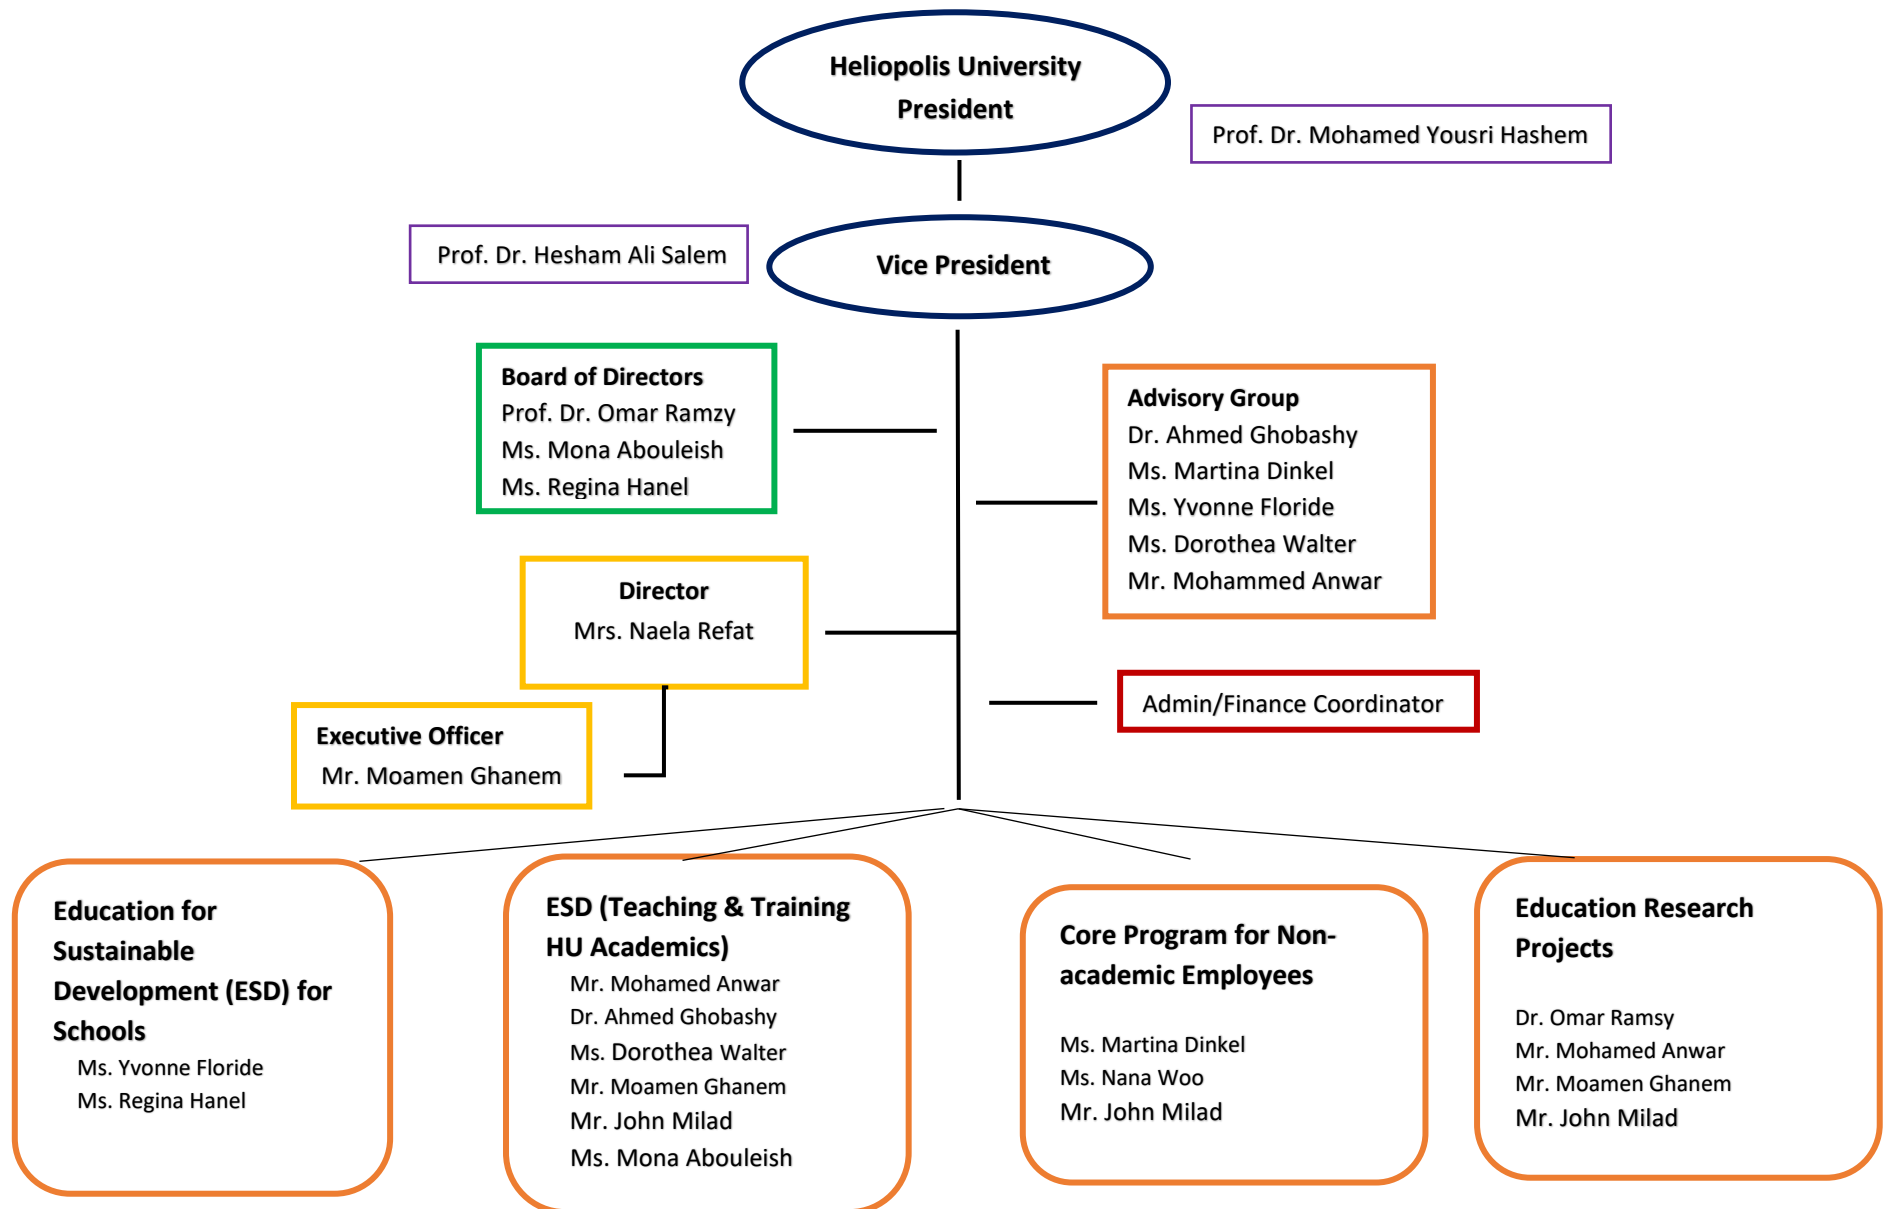 Heliopolis University
President
Prof. Dr. Mohamed Yousri Hashem
Prof. Dr. Hesham Ali Salem
Vice President
Board of Directors
Prof. Dr. Omar Ramzy
Ms. Mona Abouleish
Ms. Regina Hanel
Advisory Group
Dr. Ahmed Ghobashy
Ms. Martina Dinkel
Ms. Yvonne Floride
Ms. Dorothea Walter
Mr. Mohammed Anwar
Director
Mrs. Naela Refat
Admin/Finance Coordinator
Executive Officer
Mr. Moamen Ghanem
Education for
Sustainable
Development (ESD) for
Schools
Ms. Yvonne Floride
Ms. Regina Hanel
ESD (Teaching & Training
HU Academics)
Mr. Mohamed Anwar
Dr. Ahmed Ghobashy
Ms. Dorothea Walter
Mr. Moamen Ghanem
Mr. John Milad
Ms. Mona Abouleish
Core Program for Non-
academic Employees
Ms. Martina Dinkel
Ms. Nana Woo
Mr. John Milad
Education Research
Projects
Dr. Omar Ramsy
Mr. Mohamed Anwar
Mr. Moamen Ghanem
Mr. John Milad